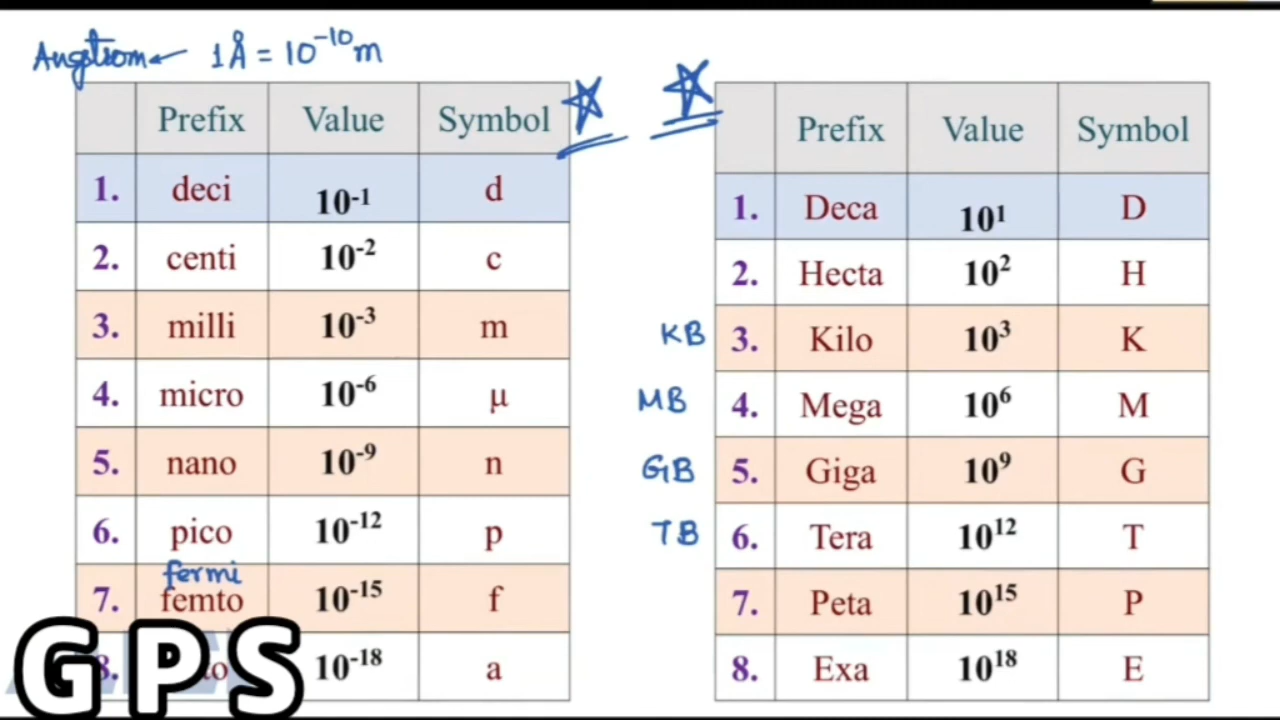 Angstrom ← 1 Å = 10⁻¹⁰ m
Prefix Value Symbol
1. deci 10⁻¹ d
2. centi 10⁻² c
3. milli 10⁻³ m
4. micro 10⁻⁶ μ
5. nano 10⁻⁹ n
6. pico 10⁻¹² p
fermi
7. femto 10⁻¹⁵ f
8. 10⁻¹⁸ a
GPS
Prefix Value Symbol
1. Deca 10¹ D
2. Hecta 10² H
KB 3. Kilo 10³ K
MB 4. Mega 10⁶ M
GB 5. Giga 10⁹ G
TB 6. Tera 10¹² T
7. Peta 10¹⁵ P
8. Exa 10¹⁸ E